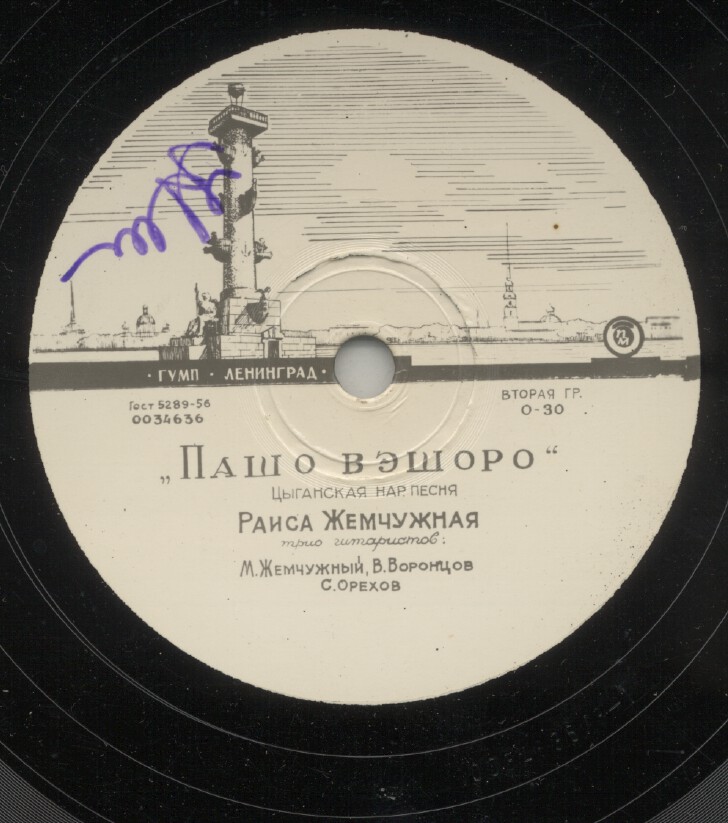 ПМ
· ГУМП · ЛЕНИНГРАД ·
Гост 5289-56
0034636
ВТОРАЯ ГР.
О-30
„ПАШО ВЭШОРО“
ЦЫГАНСКАЯ НАР. ПЕСНЯ
РАИСА ЖЕМЧУЖНАЯ
трио гитаристов:
М. ЖЕМЧУЖНЫЙ, В. ВОРОНЦОВ
С. ОРЕХОВ